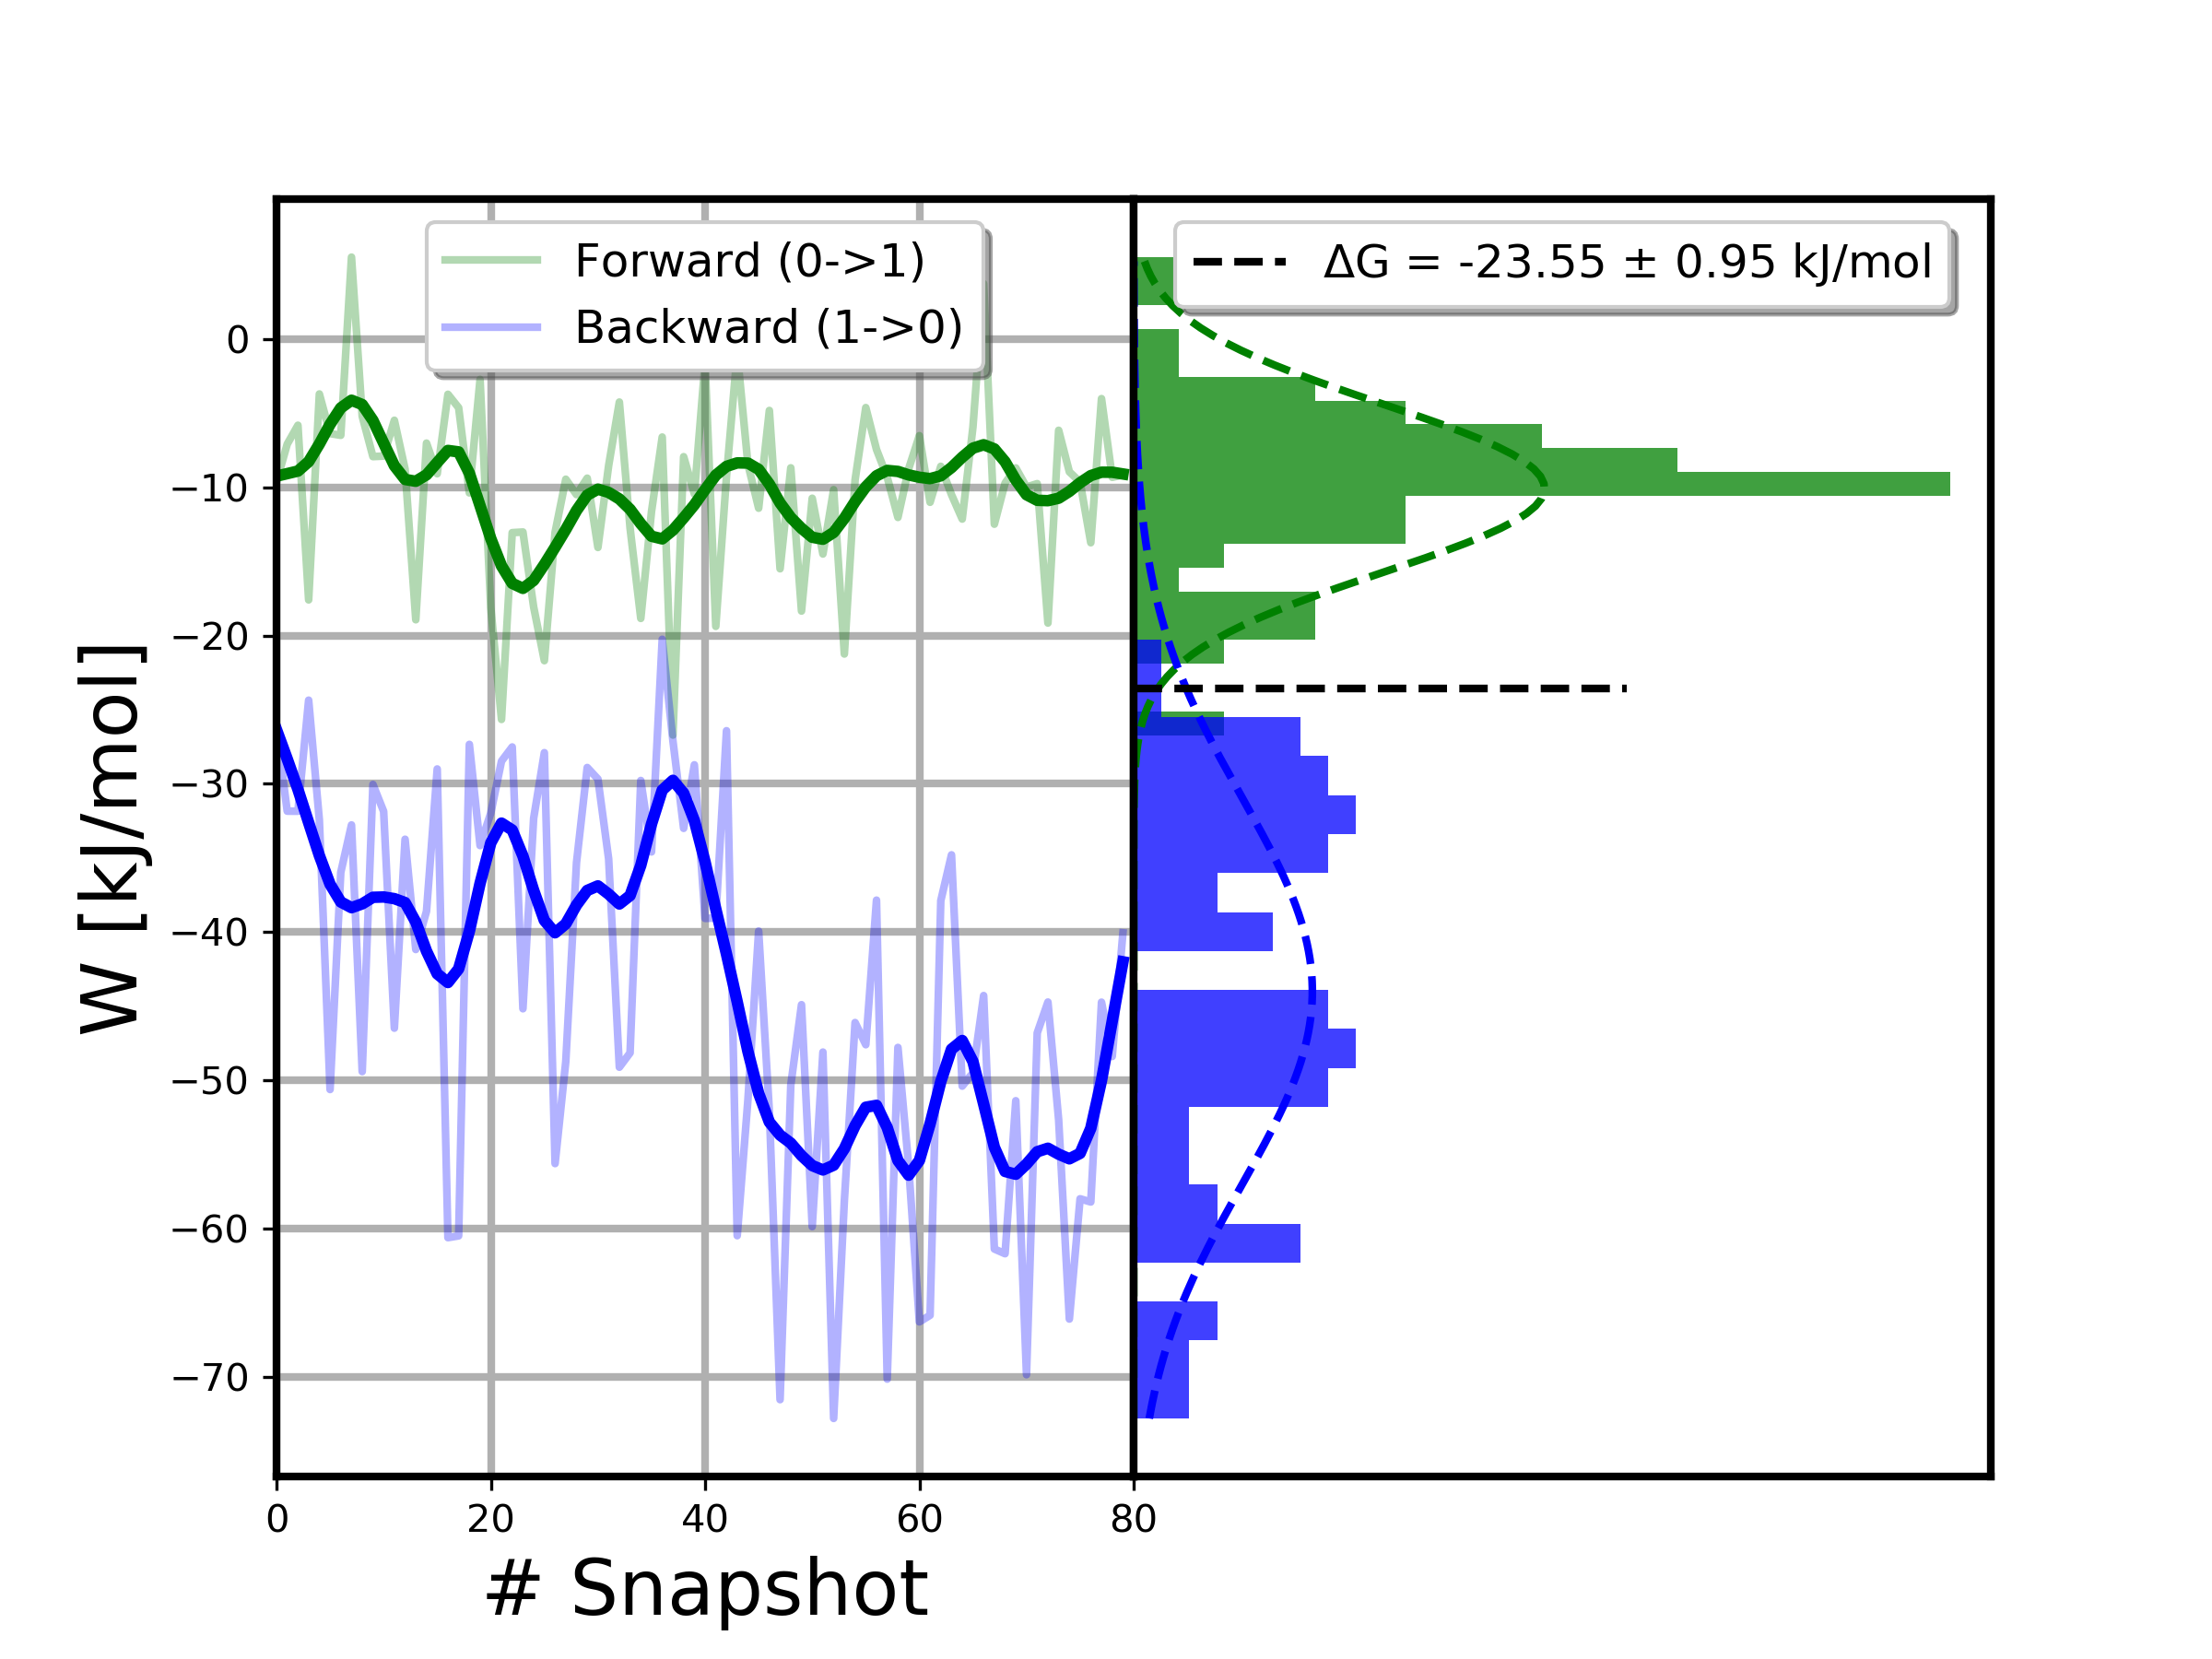 Forward (0->1)
Backward (1->0)
ΔG = -23.55 ± 0.95 kJ/mol
W [kJ/mol]
0
−10
−20
−30
−40
−50
−60
−70
0 20 40 60 80
# Snapshot